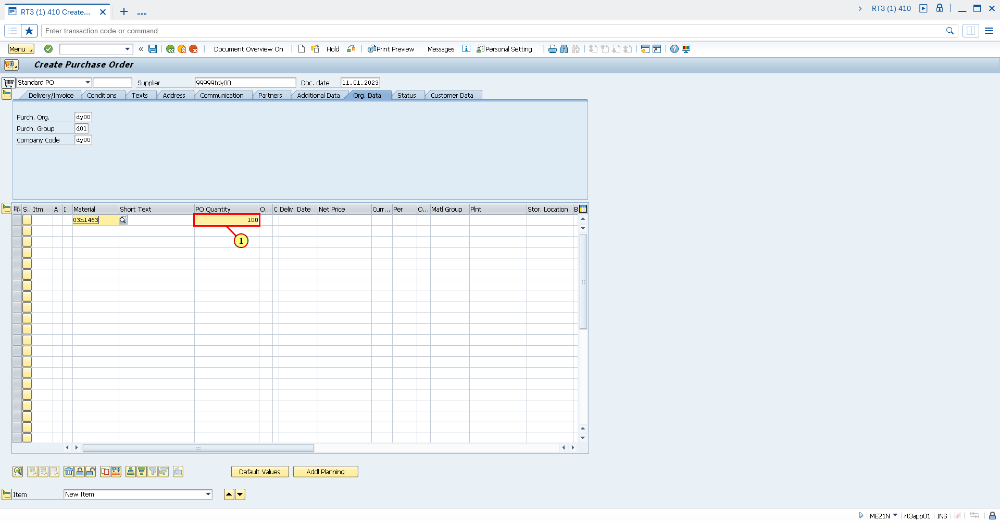 RT3 (1) 410 Create...
RT3 (1) 410
Enter transaction code or command
Menu
Document Overview On
Hold
Print Preview
Messages
Personal Setting
Create Purchase Order
Standard PO
Supplier
99999tdy00
Doc. date
11.01.2023
Delivery/Invoice
Conditions
Texts
Address
Communication
Partners
Additional Data
Org. Data
Status
Customer Data
Purch. Org.
dy00
Purch. Group
d01
Company Code
dy00
S.. Itm A I Material Short Text PO Quantity O... C Deliv. Date Net Price Curr... Per O... Matl Group Plnt Stor. Location B
03h1463
100
1
Default Values
Addl Planning
Item
New Item
ME21N
rt3app01
INS